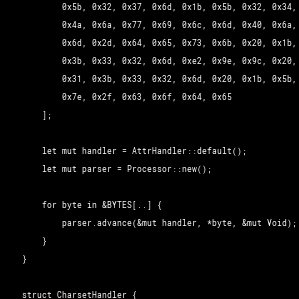 0x5b, 0x32, 0x37, 0x6d, 0x1b, 0x5b, 0x32, 0x34,
0x4a, 0x6a, 0x77, 0x69, 0x6c, 0x6d, 0x40, 0x6a,
0x6d, 0x2d, 0x64, 0x65, 0x73, 0x6b, 0x20, 0x1b,
0x3b, 0x33, 0x32, 0x6d, 0xe2, 0x9e, 0x9c, 0x20,
0x31, 0x3b, 0x33, 0x32, 0x6d, 0x20, 0x1b, 0x5b,
0x7e, 0x2f, 0x63, 0x6f, 0x64, 0x65
];
let mut handler = AttrHandler::default();
let mut parser = Processor::new();
for byte in &BYTES[..] {
parser.advance(&mut handler, *byte, &mut Void);
}
}
struct CharsetHandler {